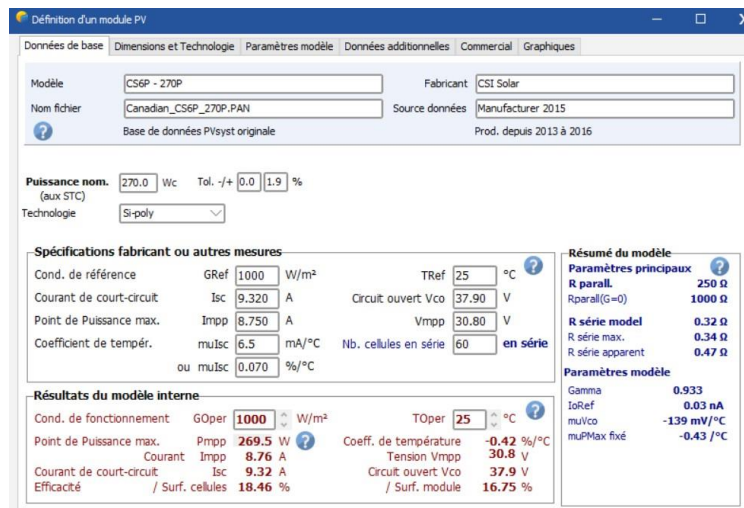 Définition d'un module PV
Données de base Dimensions et Technologie Paramètres modèle Données additionnelles Commercial Graphiques
Modèle CS6P - 270P Fabricant CSI Solar
Nom fichier Canadian_CS6P_270P.PAN Source données Manufacturer 2015
? Base de données PVsyst originale Prod. depuis 2013 à 2016
Puissance nom. 270.0 Wc Tol. -/+ 0.0 1.9 %
(aux STC)
Technologie Si-poly
Spécifications fabricant ou autres mesures
Cond. de référence GRef 1000 W/m² TRef 25 °C ?
Courant de court-circuit Isc 9.320 A Circuit ouvert Vco 37.90 V
Point de Puissance max. Impp 8.750 A Vmpp 30.80 V
Coefficient de tempér. muIsc 6.5 mA/°C Nb. cellules en série 60 en série
ou muIsc 0.070 %/°C
Résultats du modèle interne
Cond. de fonctionnement GOper 1000 W/m² TOper 25 °C ?
Point de Puissance max. Pmpp 269.5 W ? Coeff. de température -0.42 %/°C
Courant Impp 8.76 A Tension Vmpp 30.8 V
Courant de court-circuit Isc 9.32 A Circuit ouvert Vco 37.9 V
Efficacité / Surf. cellules 18.46 % / Surf. module 16.75 %
Résumé du modèle
Paramètres principaux ?
R parall. 250 Ω
Rparall(G=0) 1000 Ω
R série model 0.32 Ω
R série max. 0.34 Ω
R série apparent 0.47 Ω
Paramètres modèle
Gamma 0.933
IoRef 0.03 nA
muVco -139 mV/°C
muPMax fixé -0.43 /°C